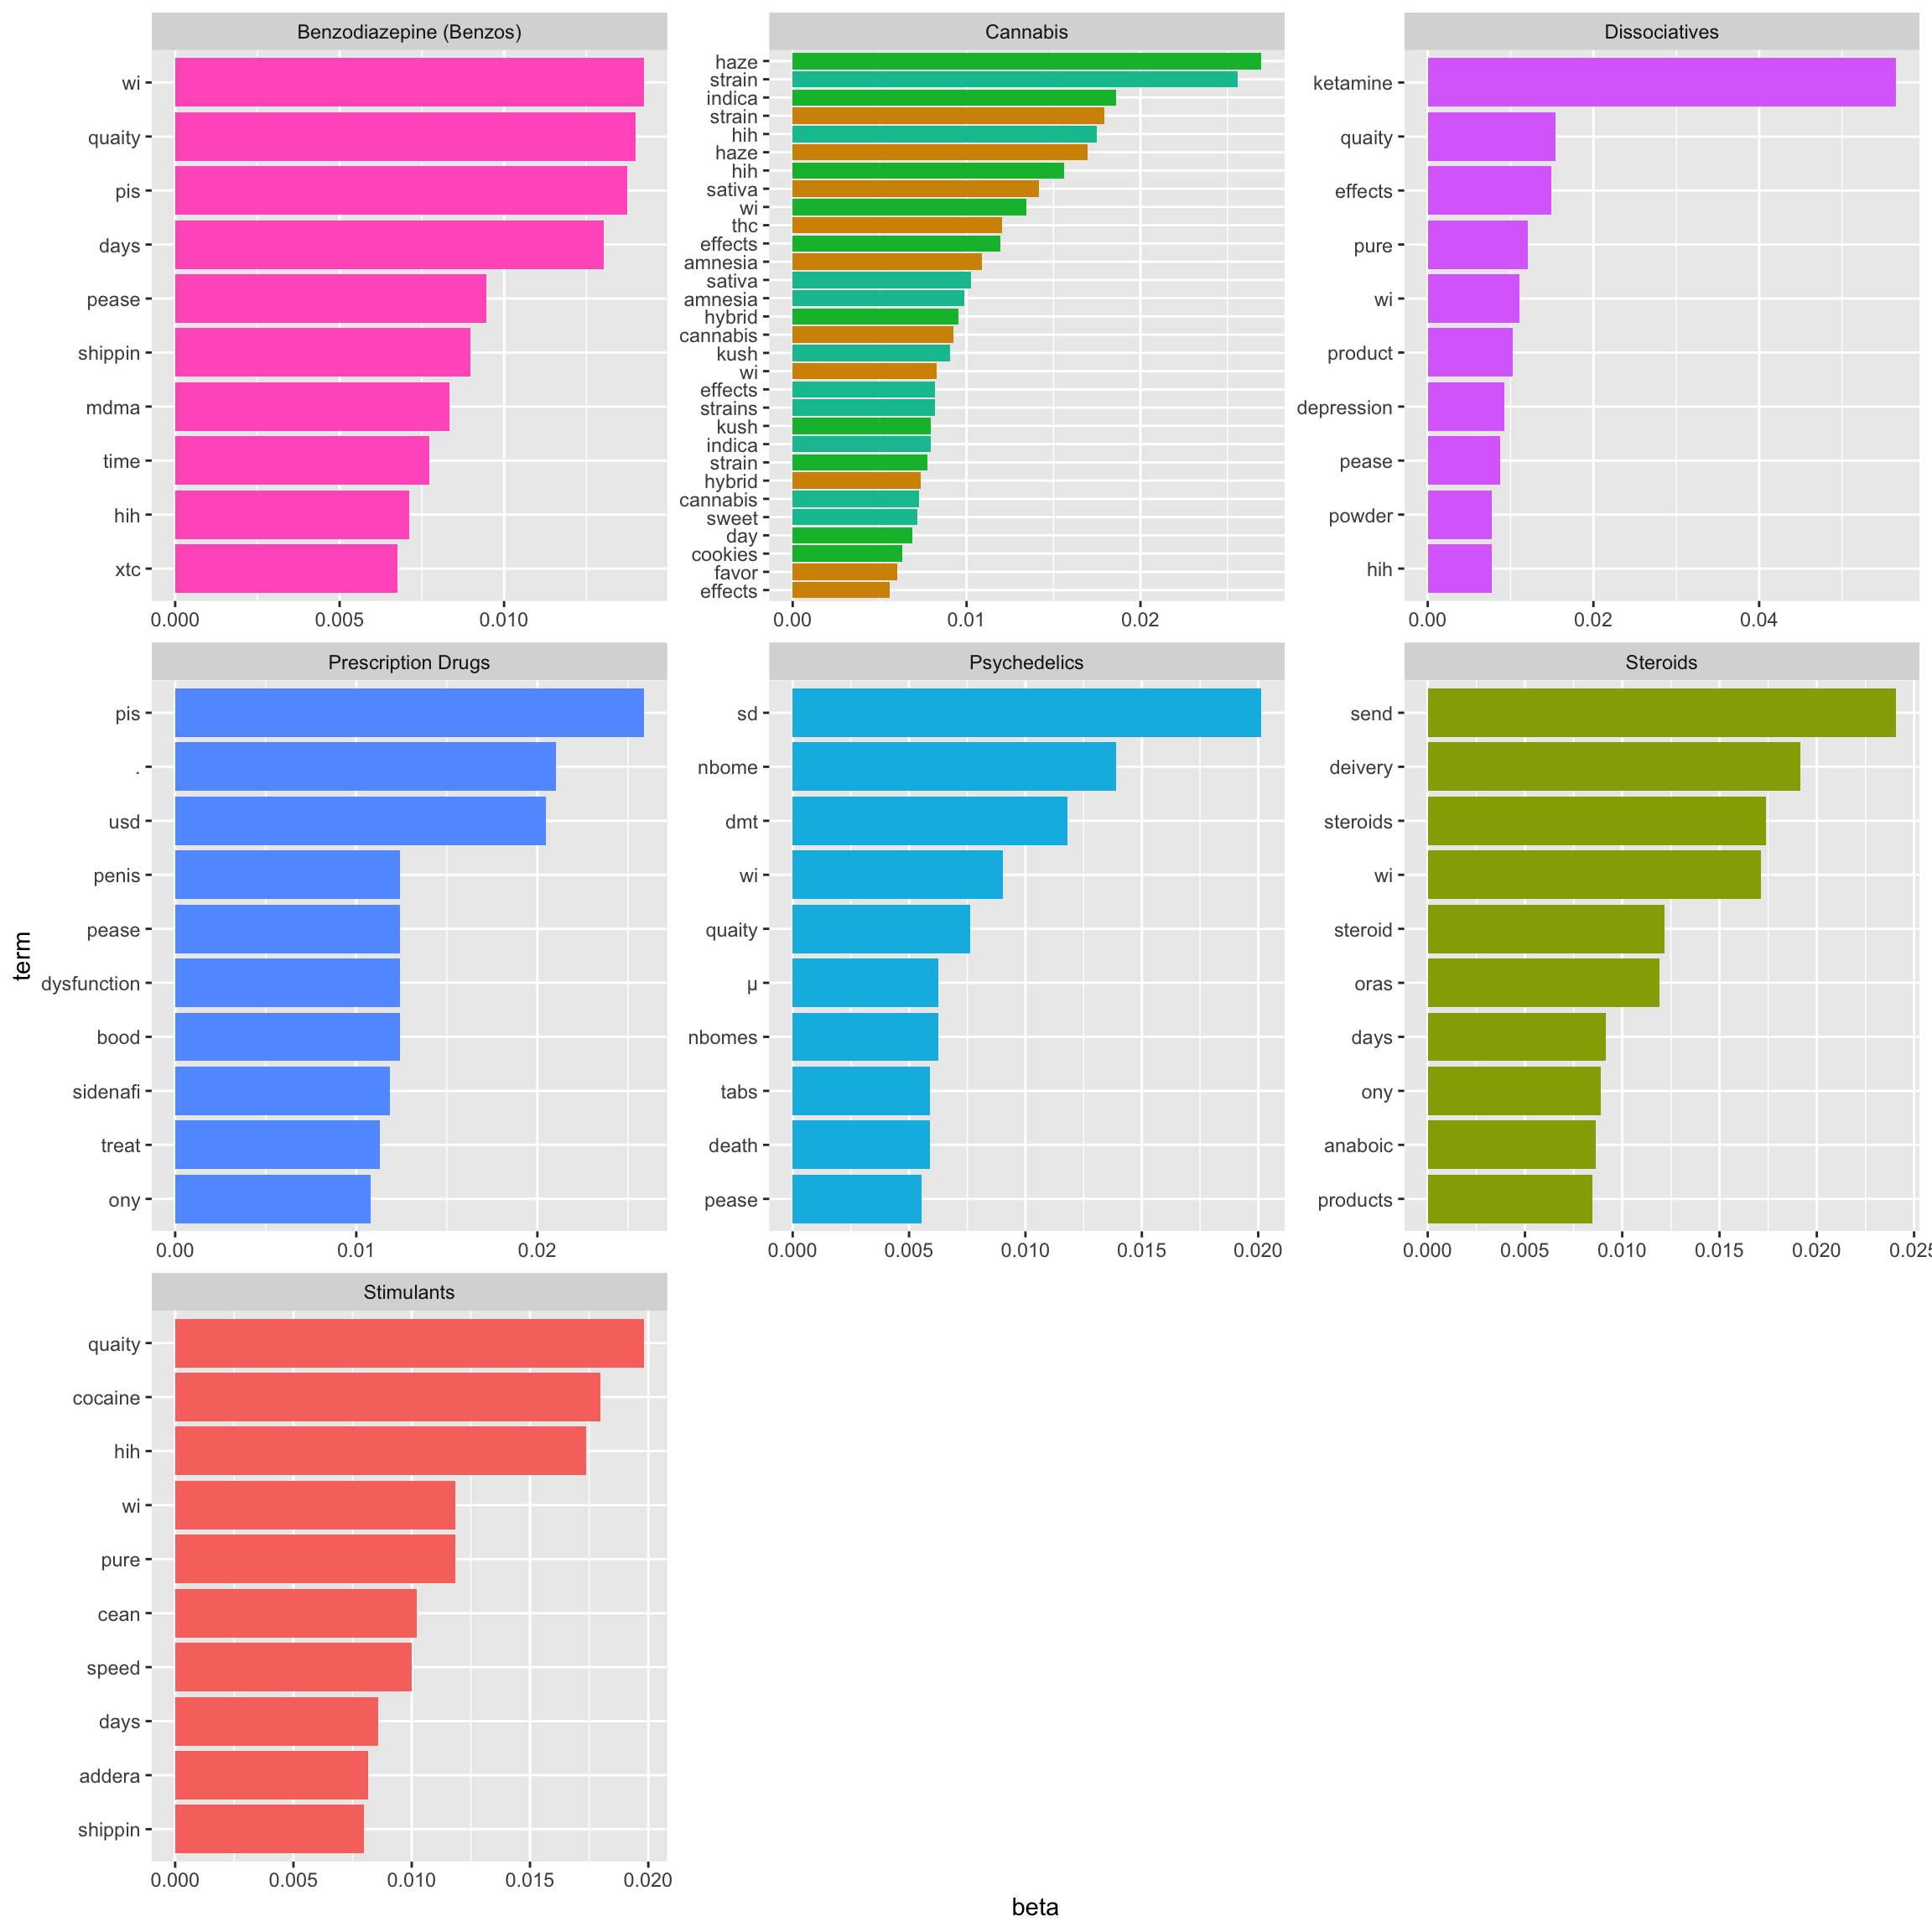 Benzodiazepine (Benzos)
wi
quaity
pis
days
pease
shippin
mdma
time
hih
xtc
0.000 0.005 0.010
Cannabis
haze
strain
indica
strain
hih
haze
hih
sativa
wi
thc
effects
amnesia
sativa
amnesia
hybrid
cannabis
kush
wi
effects
strains
kush
indica
strain
hybrid
cannabis
sweet
day
cookies
favor
effects
0.00 0.01 0.02
Dissociatives
ketamine
quaity
effects
pure
wi
product
depression
pease
powder
hih
0.00 0.02 0.04
term
Prescription Drugs
pis
.
usd
penis
pease
dysfunction
bood
sidenafi
treat
ony
0.00 0.01 0.02
Psychedelics
sd
nbome
dmt
wi
quaity
µ
nbomes
tabs
death
pease
0.000 0.005 0.010 0.015 0.020
Steroids
send
deivery
steroids
wi
steroid
oras
days
ony
anaboic
products
0.000 0.005 0.010 0.015 0.020 0.025
Stimulants
quaity
cocaine
hih
wi
pure
cean
speed
days
addera
shippin
0.000 0.005 0.010 0.015 0.020
beta